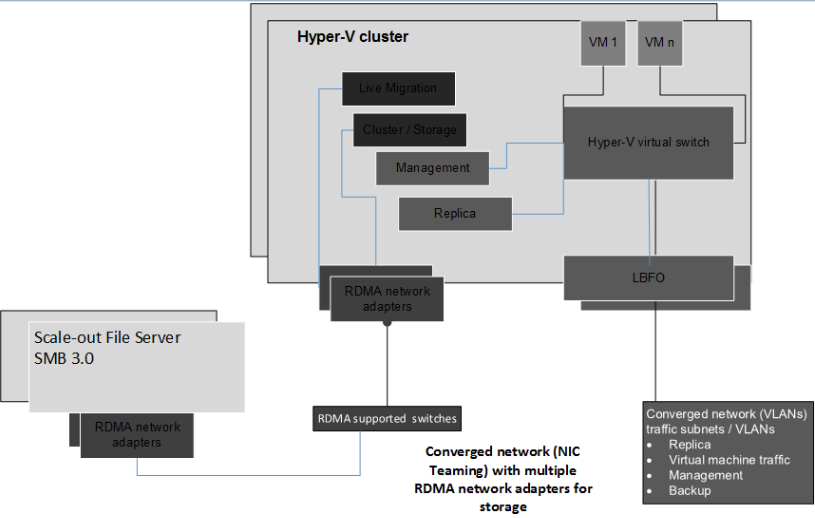 Hyper-V cluster
VM 1
VM n
Live Migration
Cluster / Storage
Management
Replica
Hyper-V virtual switch
LBFO
RDMA network
adapters
Scale-out File Server
SMB 3.0
RDMA network
adapters
RDMA supported switches
Converged network (NIC
Teaming) with multiple
RDMA network adapters for
storage
Converged network (VLANs)
traffic subnets / VLANs
• Replica
• Virtual machine traffic
• Management
• Backup